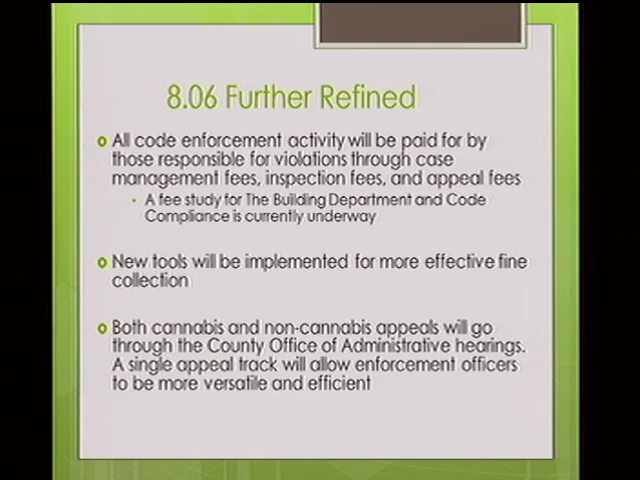 8.06 Further Refined
All code enforcement activity will be paid for by
those responsible for violations through case
management fees, inspection fees, and appeal fees
A fee study for The Building Department and Code
Compliance is currently underway
New tools will be implemented for more effective fine
collection
Both cannabis and non-cannabis appeals will go
through the County Office of Administrative hearings.
A single appeal track will allow enforcement officers
to be more versatile and efficient